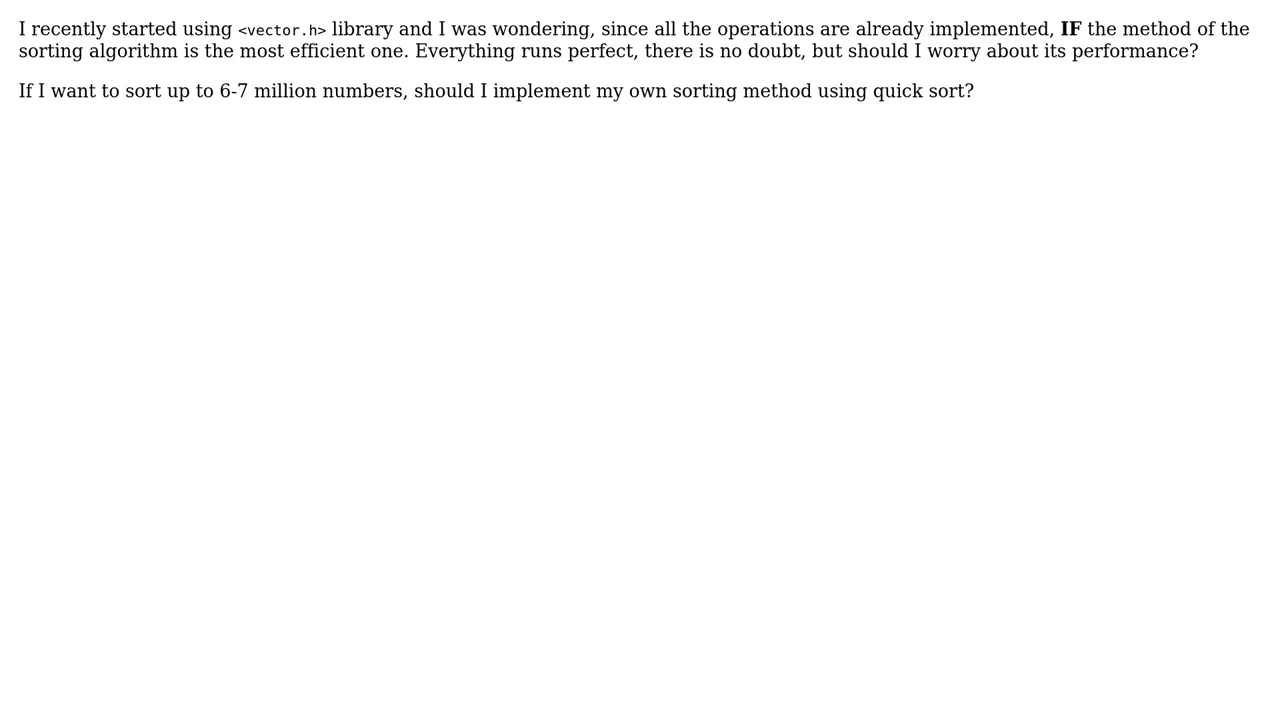 I recently started using <vector.h> library and I was wondering, since all the operations are already implemented, IF the method of the
sorting algorithm is the most efficient one. Everything runs perfect, there is no doubt, but should I worry about its performance?
If I want to sort up to 6-7 million numbers, should I implement my own sorting method using quick sort?